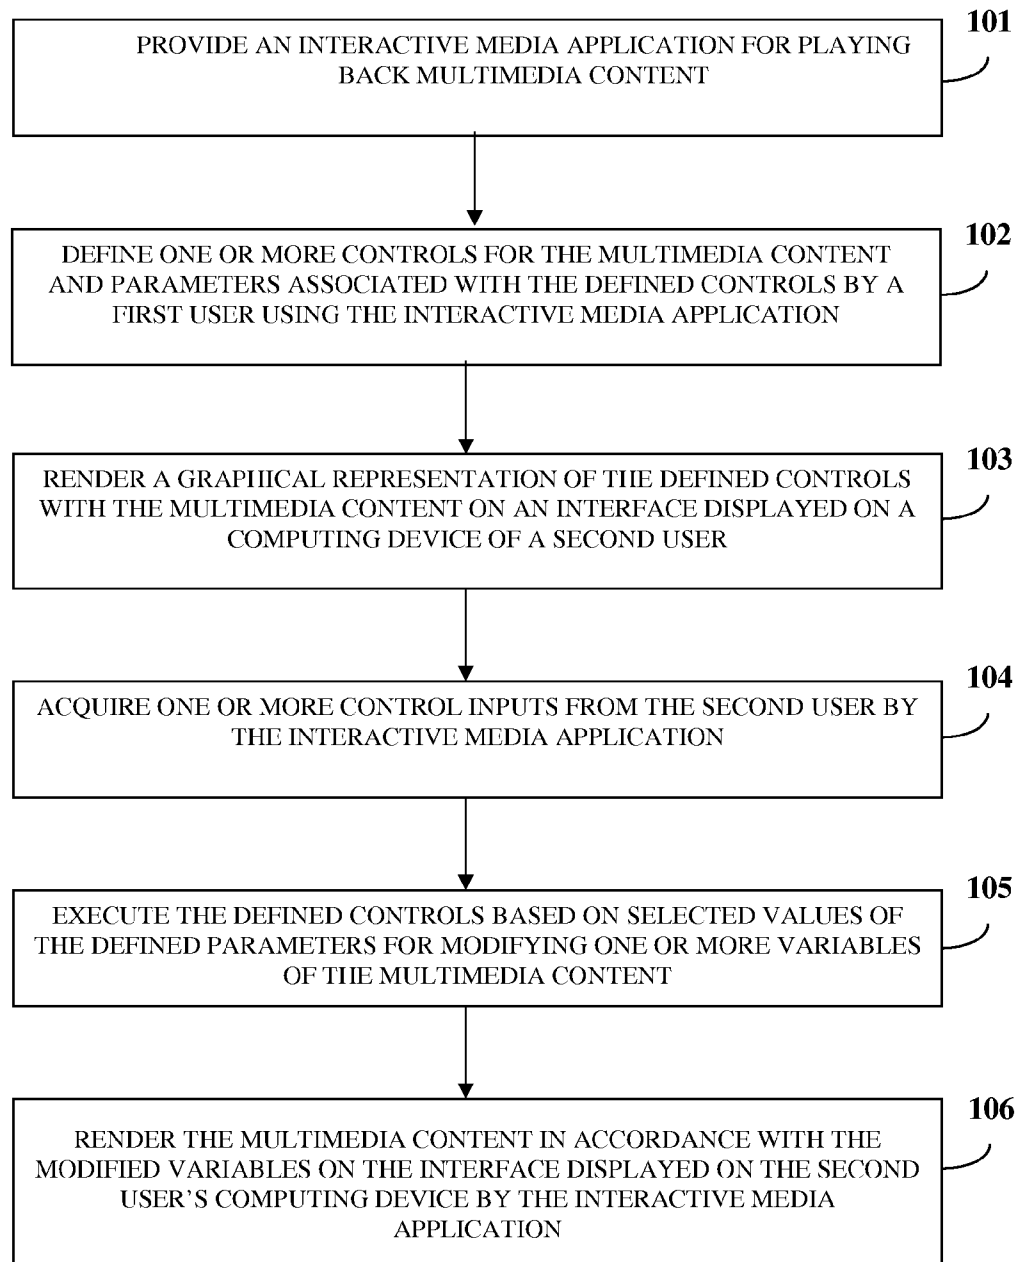 101
PROVIDE AN INTERACTIVE MEDIA APPLICATION FOR PLAYING
BACK MULTIMEDIA CONTENT
102
DEFINE ONE OR MORE CONTROLS FOR THE MULTIMEDIA CONTENT
AND PARAMETERS ASSOCIATED WITH THE DEFINED CONTROLS BY A
FIRST USER USING THE INTERACTIVE MEDIA APPLICATION
103
RENDER A GRAPHICAL REPRESENTATION OF THE DEFINED CONTROLS
WITH THE MULTIMEDIA CONTENT ON AN INTERFACE DISPLAYED ON A
COMPUTING DEVICE OF A SECOND USER
104
ACQUIRE ONE OR MORE CONTROL INPUTS FROM THE SECOND USER BY
THE INTERACTIVE MEDIA APPLICATION
105
EXECUTE THE DEFINED CONTROLS BASED ON SELECTED VALUES OF
THE DEFINED PARAMETERS FOR MODIFYING ONE OR MORE VARIABLES
OF THE MULTIMEDIA CONTENT
106
RENDER THE MULTIMEDIA CONTENT IN ACCORDANCE WITH THE
MODIFIED VARIABLES ON THE INTERFACE DISPLAYED ON THE SECOND
USER'S COMPUTING DEVICE BY THE INTERACTIVE MEDIA
APPLICATION